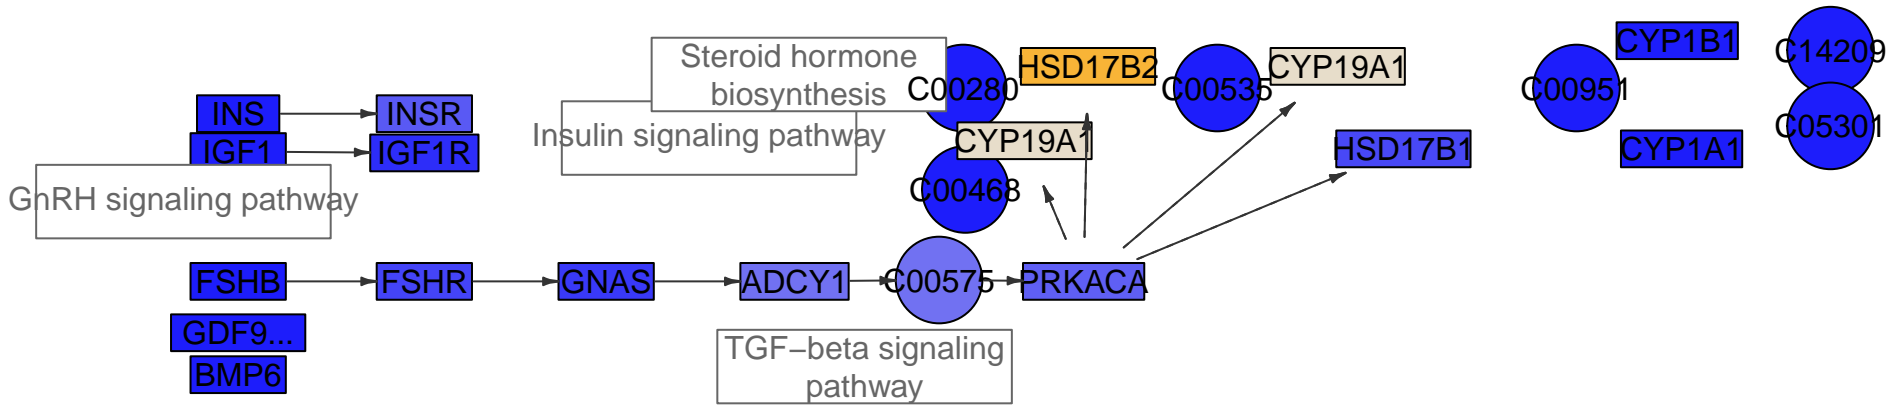 Steroid hormone
biosynthesis
C00280
HSD17B2
C00535
CYP19A1
C00951
CYP1B1
C14209
INS
INSR
Insulin signaling pathway
CYP19A1
HSD17B1
CYP1A1
C05301
IGF1
IGF1R
GnRH signaling pathway
C00468
FSHB
FSHR
GNAS
ADCY1
C00575
PRKACA
GDF9...
BMP6
TGF−beta signaling
pathway